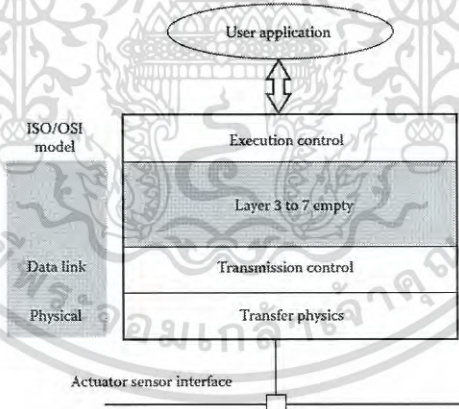 User application
ISO/OSI
model
Execution control
Layer 3 to 7 empty
Data link
Transmission control
Physical
Transfer physics
Actuator sensor interface